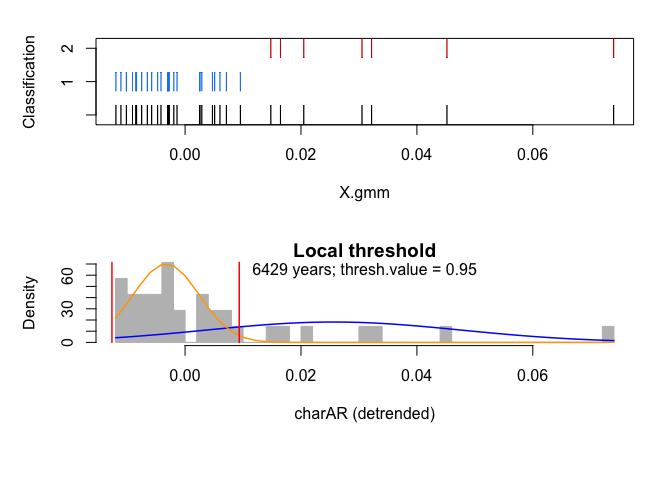 Classification
2
1
0.00 0.02 0.04 0.06
X.gmm
Local threshold
6429 years; thresh.value = 0.95
Density
60
30
0
0.00 0.02 0.04 0.06
charAR (detrended)